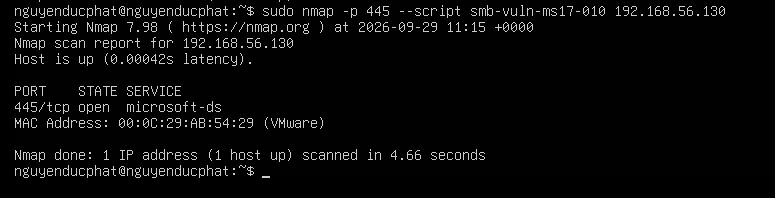 nguyenducphat@nguyenducphat:~$ sudo nmap -p 445 --script smb-vuln-ms17-010 192.168.56.130
Starting Nmap 7.98 ( https://nmap.org ) at 2026-09-29 11:15 +0000
Nmap scan report for 192.168.56.130
Host is up (0.00042s latency).
PORT    STATE SERVICE
445/tcp open  microsoft-ds
MAC Address: 00:0C:29:AB:54:29 (VMware)
Nmap done: 1 IP address (1 host up) scanned in 4.66 seconds
nguyenducphat@nguyenducphat:~$ _